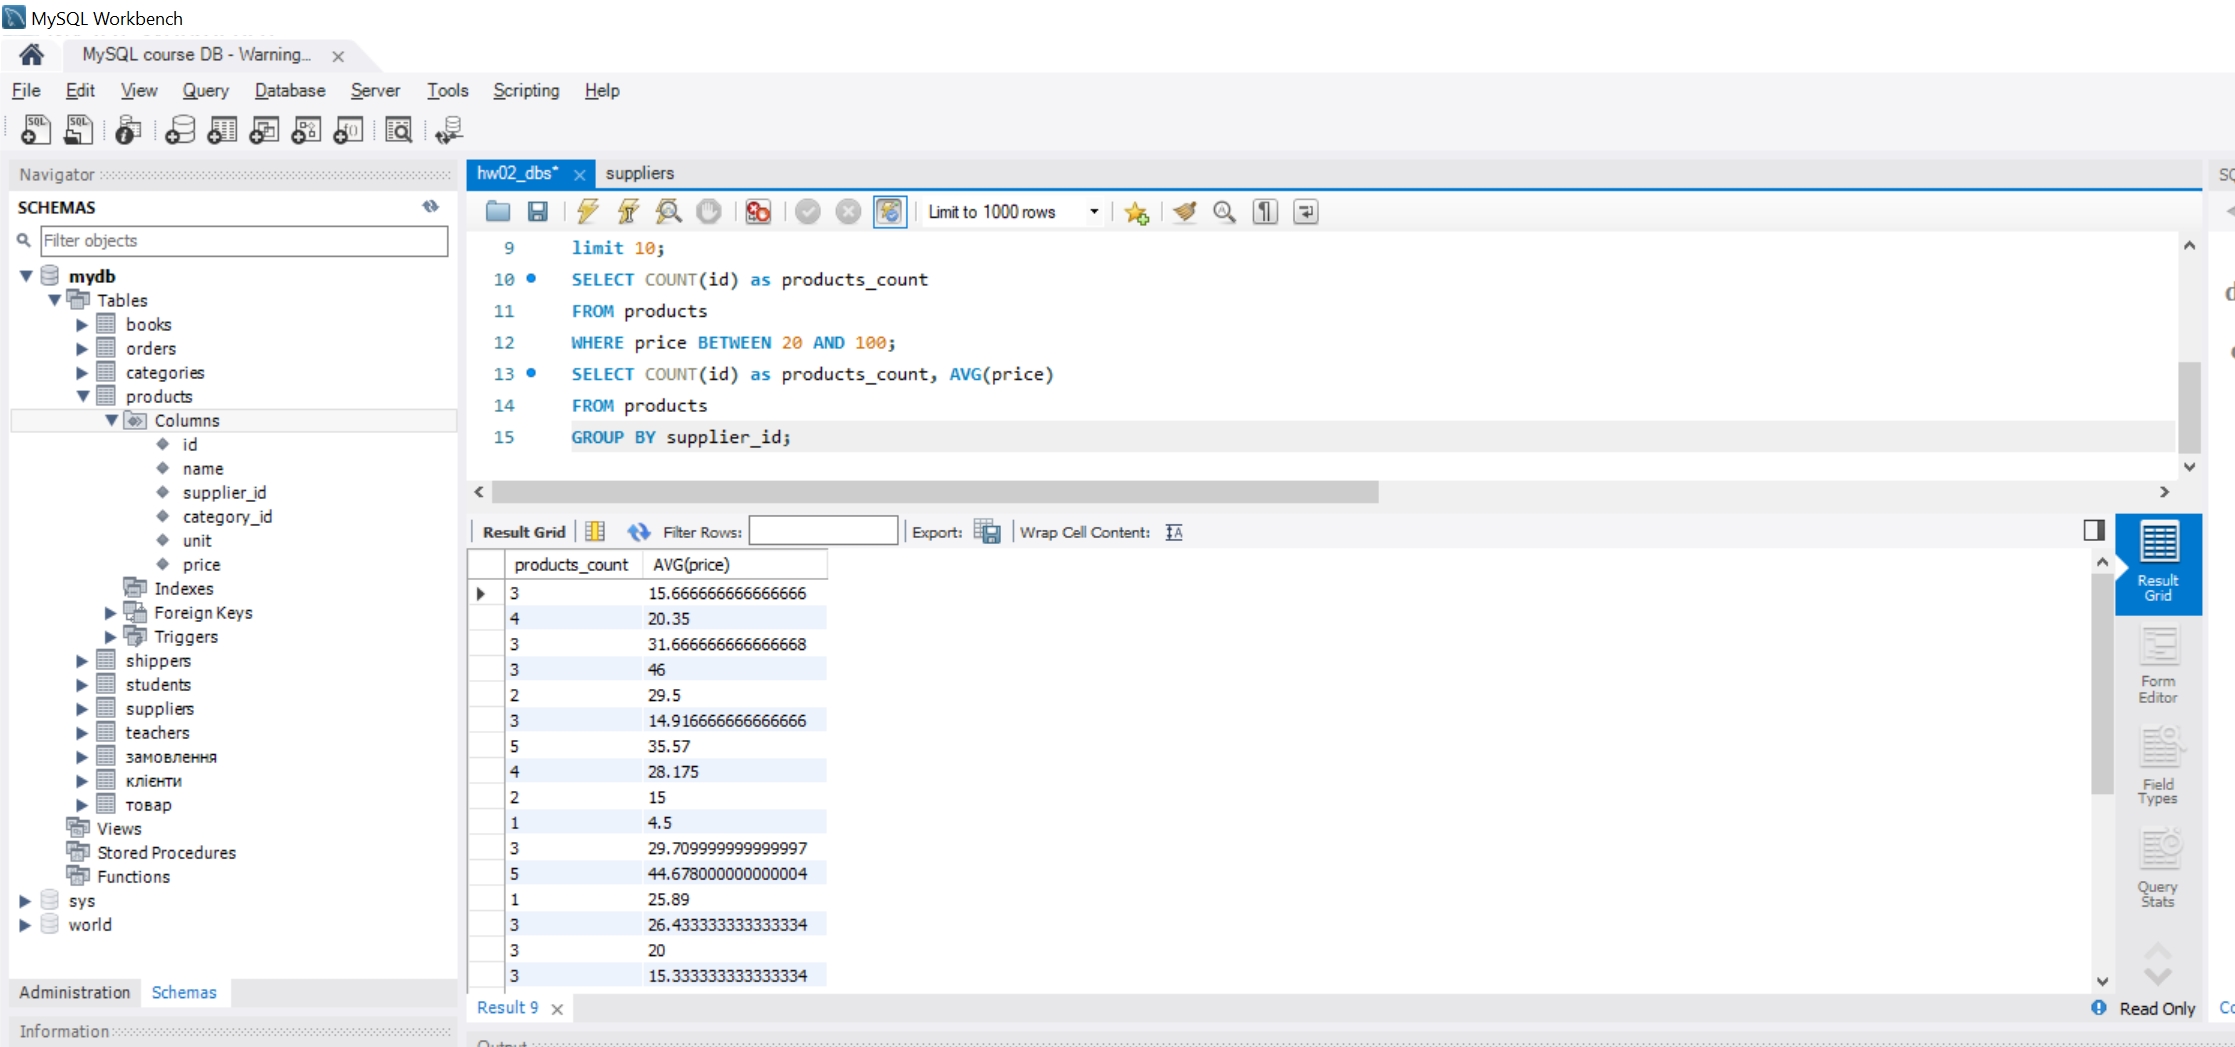 MySQL Workbench
MySQL course DB - Warning...
File Edit View Query Database Server Tools Scripting Help
Navigator
SCHEMAS
Filter objects
mydb
Tables
books
orders
categories
products
Columns
id
name
supplier_id
category_id
unit
price
Indexes
Foreign Keys
Triggers
shippers
students
suppliers
teachers
замовлення
клієнти
товар
Views
Stored Procedures
Functions
sys
world
Administration Schemas
Information
hw02_dbs* suppliers
Limit to 1000 rows
9 limit 10;
10 SELECT COUNT(id) as products_count
11 FROM products
12 WHERE price BETWEEN 20 AND 100;
13 SELECT COUNT(id) as products_count, AVG(price)
14 FROM products
15 GROUP BY supplier_id;
Result Grid Filter Rows: Export: Wrap Cell Content:
products_count AVG(price)
3 15.666666666666666
4 20.35
3 31.666666666666668
3 46
2 29.5
3 14.916666666666666
5 35.57
4 28.175
2 15
1 4.5
3 29.709999999999997
5 44.678000000000004
1 25.89
3 26.433333333333334
3 20
3 15.333333333333334
Result
Grid
Form
Editor
Field
Types
Query
Stats
Result 9
Read Only
Output